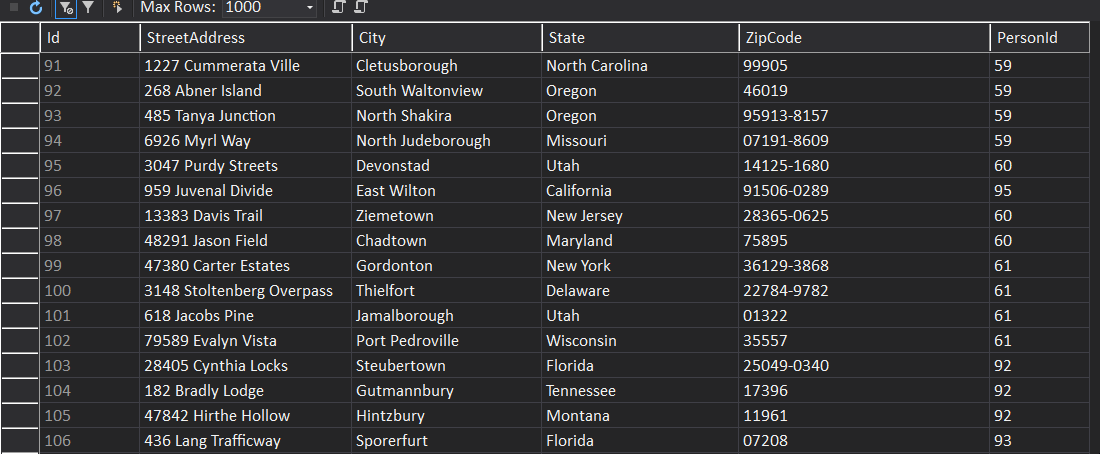 Max Rows: 1000
Id StreetAddress City State ZipCode PersonId
91 1227 Cummerata Ville Cletusborough North Carolina 99905 59
92 268 Abner Island South Waltonview Oregon 46019 59
93 485 Tanya Junction North Shakira Oregon 95913-8157 59
94 6926 Myrl Way North Judeborough Missouri 07191-8609 59
95 3047 Purdy Streets Devonstad Utah 14125-1680 60
96 959 Juvenal Divide East Wilton California 91506-0289 95
97 13383 Davis Trail Ziemetown New Jersey 28365-0625 60
98 48291 Jason Field Chadtown Maryland 75895 60
99 47380 Carter Estates Gordonton New York 36129-3868 61
100 3148 Stoltenberg Overpass Thielfort Delaware 22784-9782 61
101 618 Jacobs Pine Jamalborough Utah 01322 61
102 79589 Evalyn Vista Port Pedroville Wisconsin 35557 61
103 28405 Cynthia Locks Steubertown Florida 25049-0340 92
104 182 Bradly Lodge Gutmannbury Tennessee 17396 92
105 47842 Hirthe Hollow Hintzbury Montana 11961 92
106 436 Lang Trafficway Sporerfurt Florida 07208 93